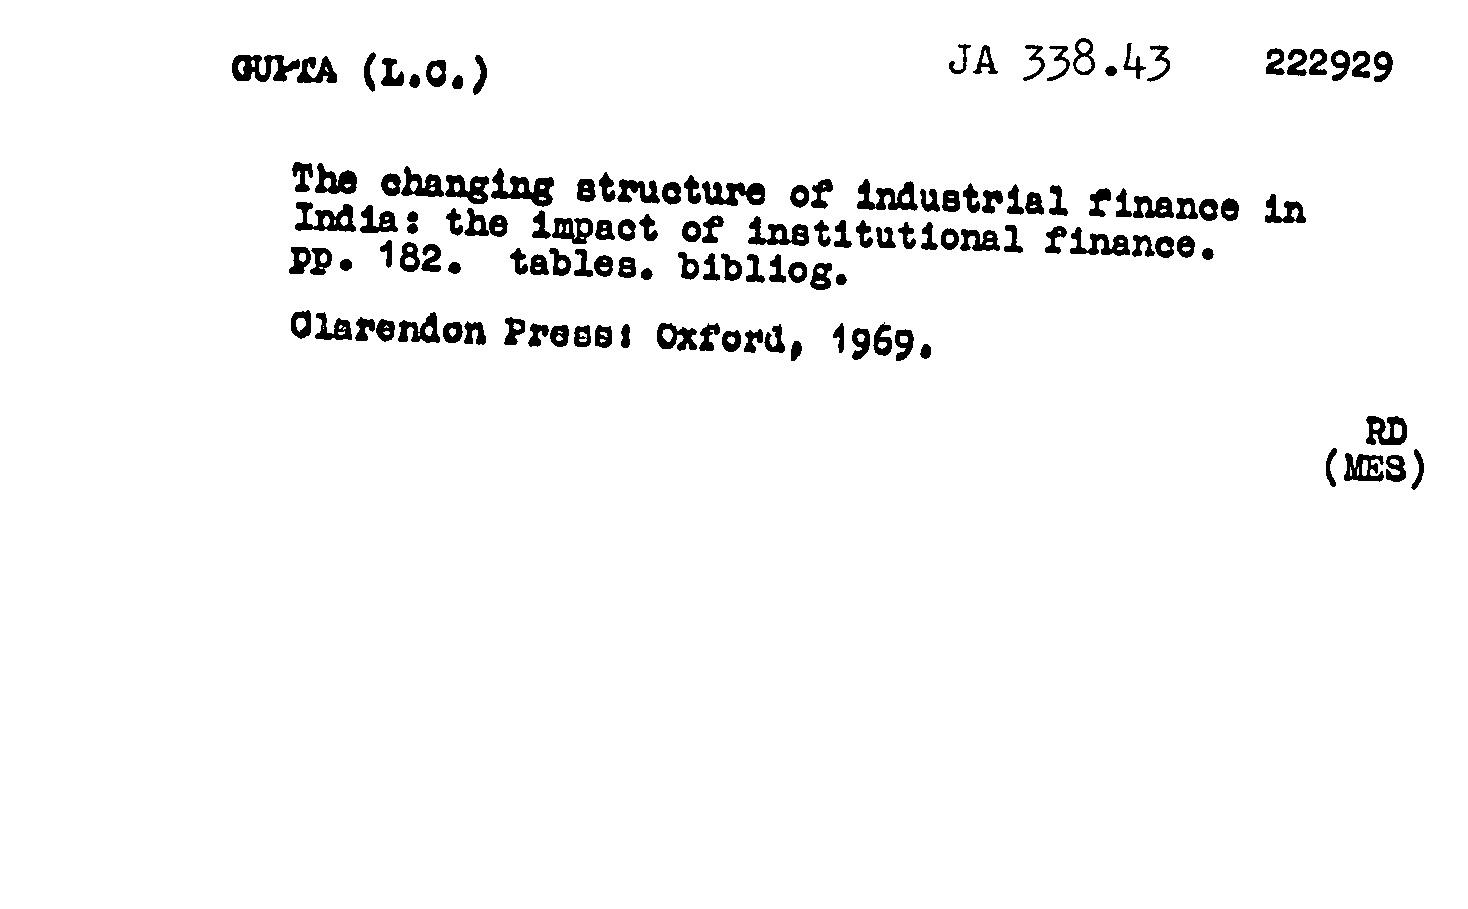 GUPTA (L.C.) JA 338.43 222929
The changing structure of industrial finance in
India: the impact of institutional finance.
pp. 182. tables. bibliog.
Clarendon Press: Oxford, 1969.
RD
(MES)